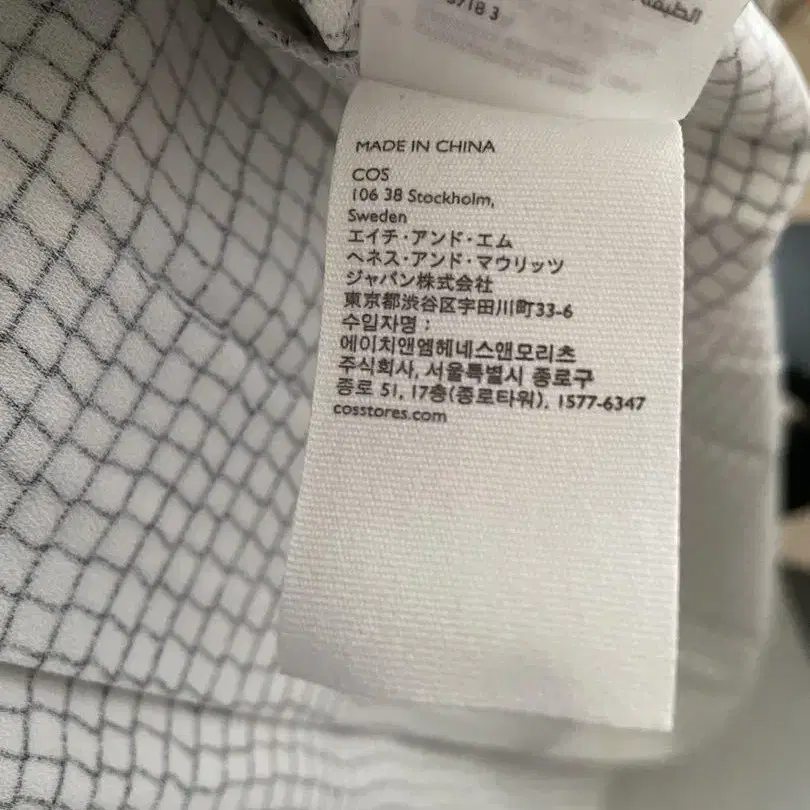 الطبقة
8718 3
MADE IN CHINA
COS
106 38 Stockholm,
Sweden
エイチ・アンド・エム
ヘネス・アンド・マウリッツ
ジャパン株式会社
東京都渋谷区宇田川町33-6
수입자명 :
에이치앤엠헤네스앤모리츠
주식회사, 서울특별시 종로구
종로 51, 17층(종로타워), 1577-6347
cosstores.com